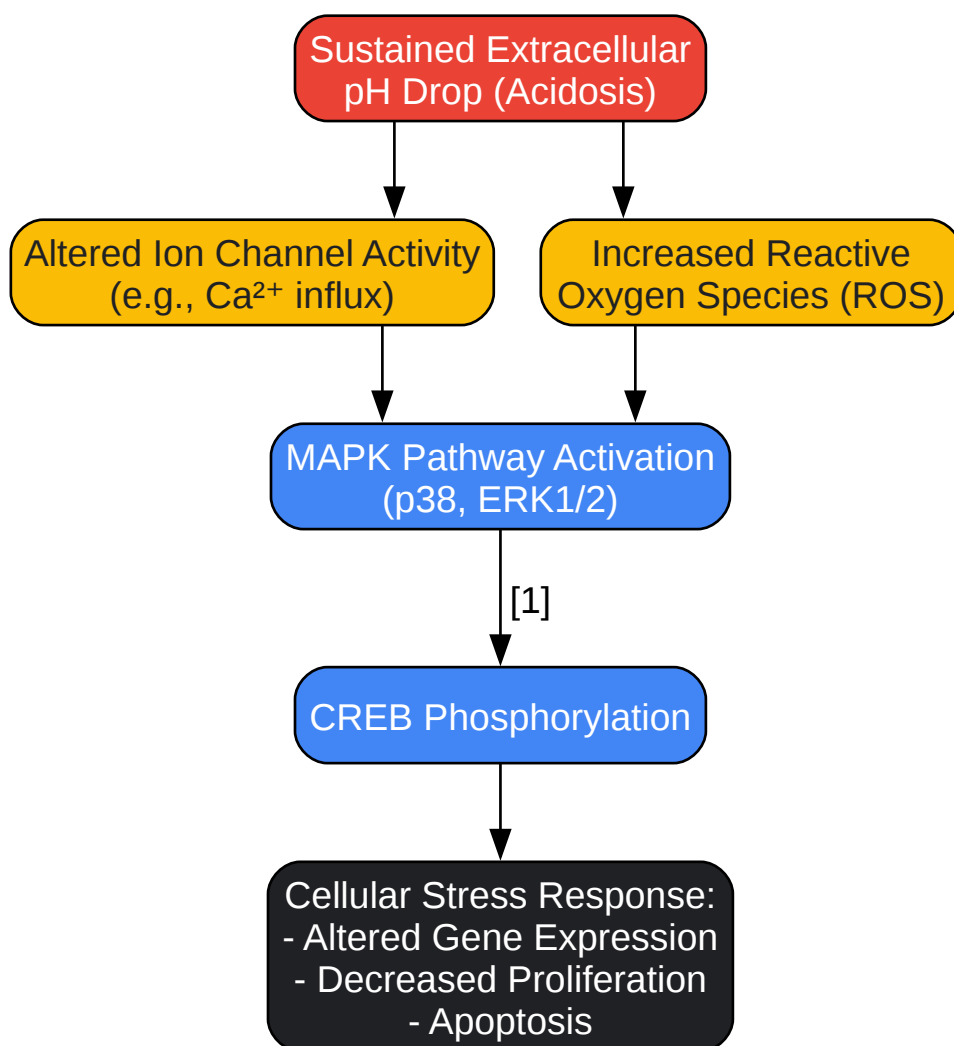 Sustained Extracellular
pH Drop (Acidosis)
Altered Ion Channel Activity
(e.g., Ca²⁺ influx)
Increased Reactive
Oxygen Species (ROS)
MAPK Pathway Activation
(p38, ERK1/2)
[1]
CREB Phosphorylation
Cellular Stress Response:
- Altered Gene Expression
- Decreased Proliferation
- Apoptosis